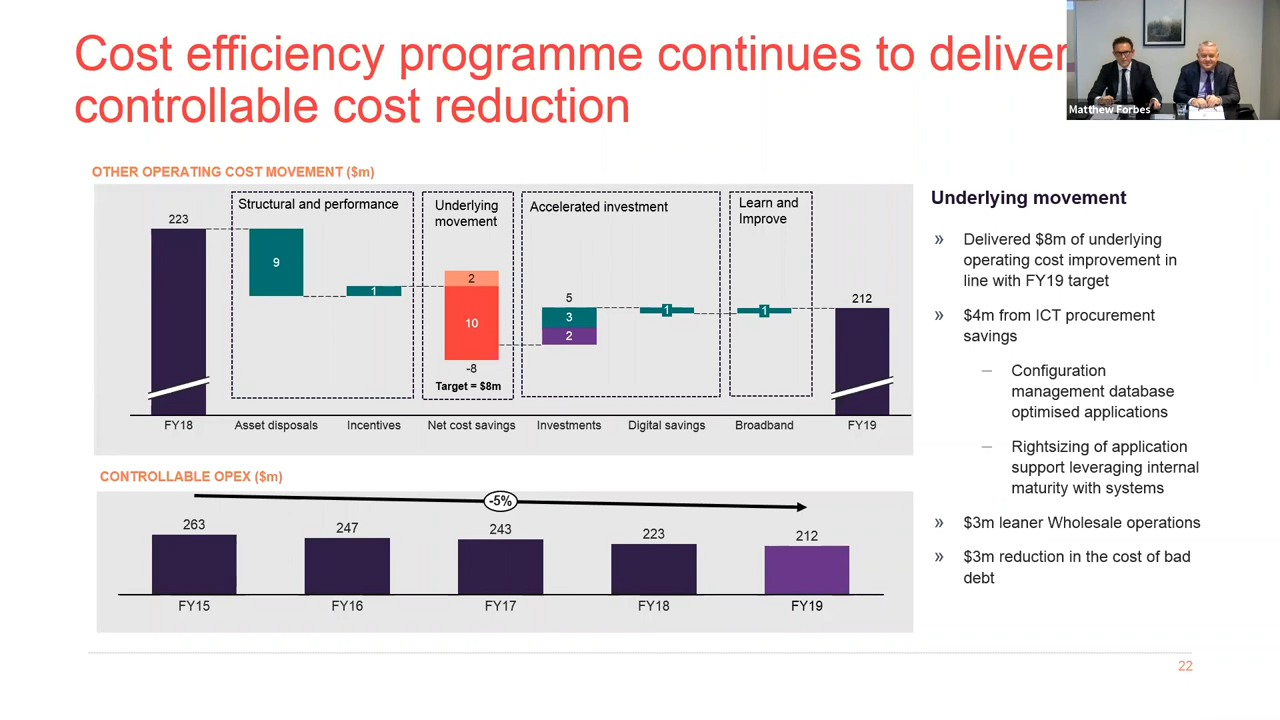 Cost efficiency programme continues to deliver
controllable cost reduction
Matthew Forbes
OTHER OPERATING COST MOVEMENT ($m)
Structural and performance
Underlying
movement
Accelerated investment
Learn and
Improve
223
9
1
2
10
-8
Target = $8m
5
3
2
1
1
212
FY18
Asset disposals
Incentives
Net cost savings
Investments
Digital savings
Broadband
FY19
CONTROLLABLE OPEX ($m)
-5%
263
247
243
223
212
FY15
FY16
FY17
FY18
FY19
Underlying movement
» Delivered $8m of underlying
operating cost improvement in
line with FY19 target
» $4m from ICT procurement
savings
– Configuration
management database
optimised applications
– Rightsizing of application
support leveraging internal
maturity with systems
» $3m leaner Wholesale operations
» $3m reduction in the cost of bad
debt
22